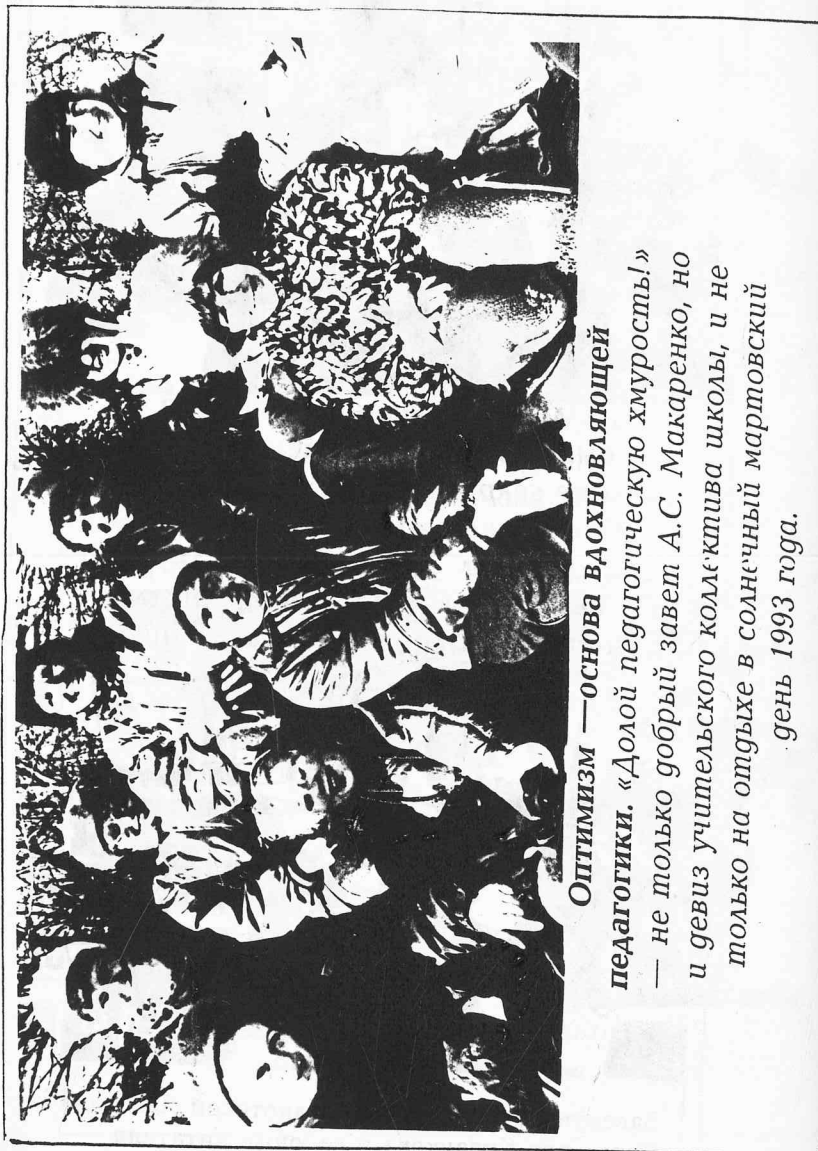 Оптимизм —основа вдохновляющей
педагогики. «Долой педагогическую хмурость!»
— не только добрый завет А.С. Макаренко, но
и девиз учительского коллектива школы, и не
только на отдыхе в солнечный мартовский
день 1993 года.